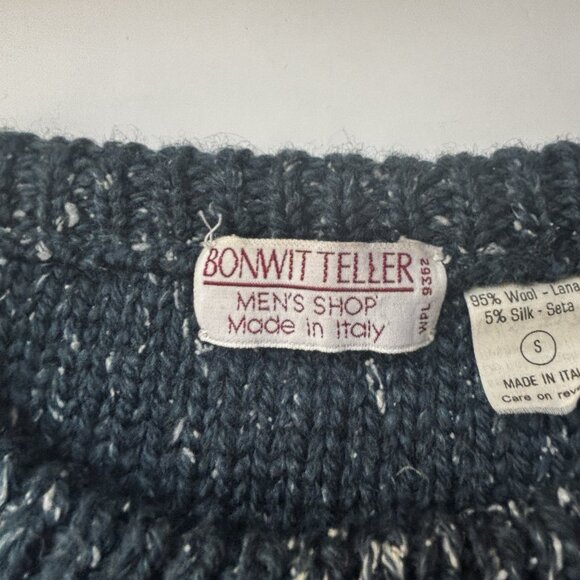 BONWIT TELLER
MEN'S SHOP
Made in Italy
WPL 9362
95% Wool - Lana
5% Silk - Seta
S
MADE IN ITA
Care on rev